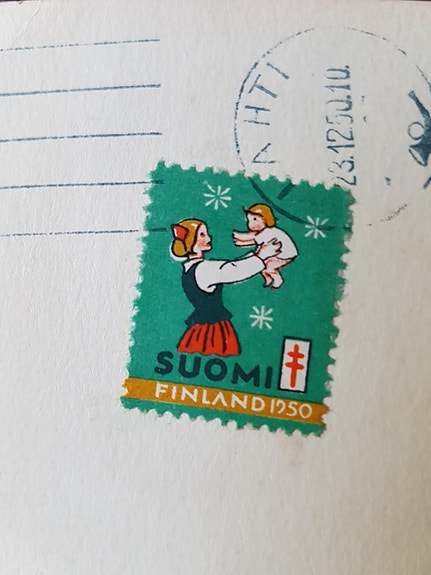 AHTI
23.12.50.10.
SUOMI
FINLAND 1950